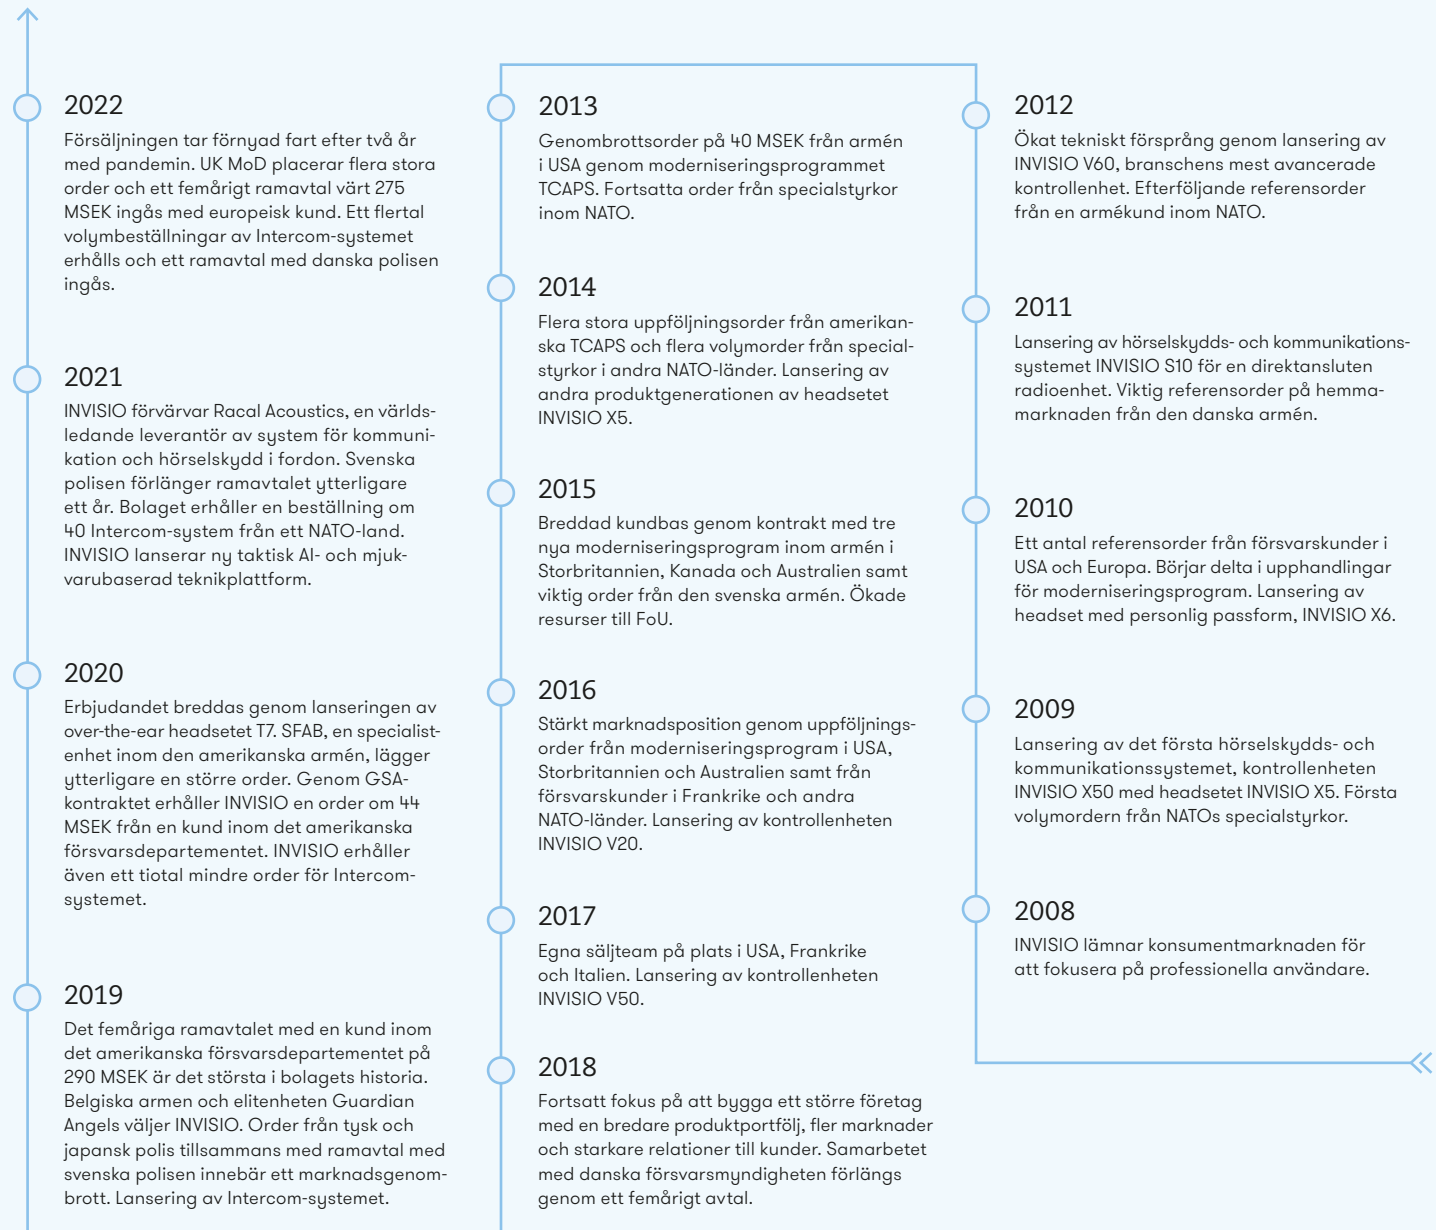 2022
Försäljningen tar förnyad fart efter två år
med pandemin. UK MoD placerar flera stora
order och ett femårigt ramavtal värt 275
MSEK ingås med europeisk kund. Ett flertal
volymbeställningar av Intercom-systemet
erhålls och ett ramavtal med danska polisen
ingås.
2021
INVISIO förvärvar Racal Acoustics, en världs-
ledande leverantör av system för kommuni-
kation och hörselskydd i fordon. Svenska
polisen förlänger ramavtalet ytterligare
ett år. Bolaget erhåller en beställning om
40 Intercom-system från ett NATO-land.
INVISIO lanserar ny taktisk AI- och mjuk-
varubaserad teknikplattform.
2020
Erbjudandet breddas genom lanseringen av
over-the-ear headsetet T7. SFAB, en specialist-
enhet inom den amerikanska armén, lägger
ytterligare en större order. Genom GSA-
kontraktet erhåller INVISIO en order om 44
MSEK från en kund inom det amerikanska
försvarsdepartementet. INVISIO erhåller
även ett tiotal mindre order för Intercom-
systemet.
2019
Det femåriga ramavtalet med en kund inom
det amerikanska försvarsdepartementet på
290 MSEK är det största i bolagets historia.
Belgiska armen och elitenheten Guardian
Angels väljer INVISIO. Order från tysk och
japansk polis tillsammans med ramavtal med
svenska polisen innebär ett marknadsgenom-
brott. Lansering av Intercom-systemet.
2013
Genombrottsorder på 40 MSEK från armén
i USA genom moderniseringsprogrammet
TCAPS. Fortsatta order från specialstyrkor
inom NATO.
2014
Flera stora uppföljningsorder från amerikan-
ska TCAPS och flera volymorder från special-
styrkor i andra NATO-länder. Lansering av
andra produktgenerationen av headsetet
INVISIO X5.
2015
Breddad kundbas genom kontrakt med tre
nya moderniseringsprogram inom armén i
Storbritannien, Kanada och Australien samt
viktig order från den svenska armén. Ökade
resurser till FoU.
2016
Stärkt marknadsposition genom uppföljnings-
order från moderniseringsprogram i USA,
Storbritannien och Australien samt från
försvarskunder i Frankrike och andra
NATO-länder. Lansering av kontrollenheten
INVISIO V20.
2017
Egna säljteam på plats i USA, Frankrike
och Italien. Lansering av kontrollenheten
INVISIO V50.
2018
Fortsatt fokus på att bygga ett större företag
med en bredare produktportfölj, fler marknader
och starkare relationer till kunder. Samarbetet
med danska försvarsmyndigheten förlängs
genom ett femårigt avtal.
2012
Ökat tekniskt försprång genom lansering av
INVISIO V60, branschens mest avancerade
kontrollenhet. Efterföljande referensorder
från en armékund inom NATO.
2011
Lansering av hörselskydds- och kommunikations-
systemet INVISIO S10 för en direktansluten
radioenhet. Viktig referensorder på hemma-
marknaden från den danska armén.
2010
Ett antal referensorder från försvarskunder i
USA och Europa. Börjar delta i upphandlingar
för moderniseringsprogram. Lansering av
headset med personlig passform, INVISIO X6.
2009
Lansering av det första hörselskydds- och
kommunikationssystemet, kontrollenheten
INVISIO X50 med headsetet INVISIO X5. Första
volymordern från NATOs specialstyrkor.
2008
INVISIO lämnar konsumentmarknaden för
att fokusera på professionella användare.